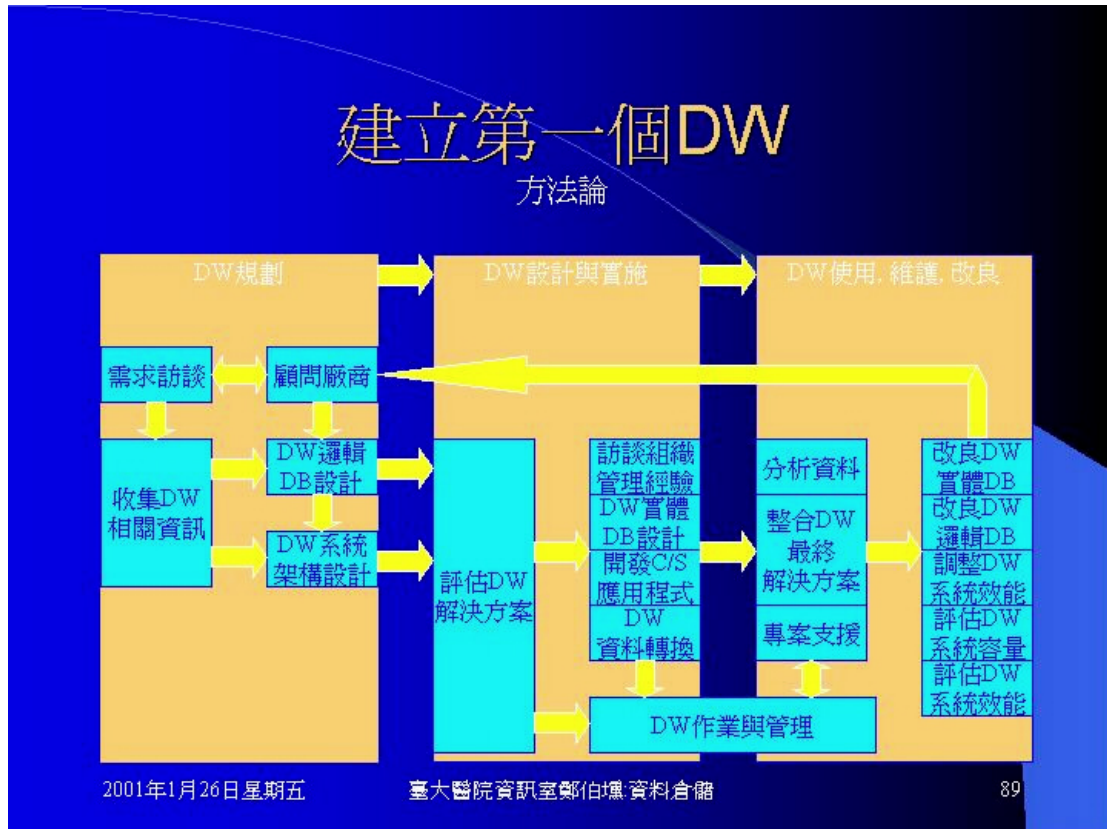 建立第一個DW
方法論
DW規劃
DW設計與實施
DW使用,維護,改良
需求訪談
顧問廠商
收集DW
相關資訊
DW邏輯
DB設計
DW系統
架構設計
評估DW
解決方案
訪談組織
管理經驗
DW實體
DB設計
開發C/S
應用程式
DW
資料轉換
分析資料
整合DW
最終
解決方案
專案支援
改良DW
實體DB
改良DW
邏輯DB
調整DW
系統效能
評估DW
系統容量
評估DW
系統效能
DW作業與管理
2001年1月26日星期五
臺大醫院資訊室鄭伯壎:資料倉儲
89